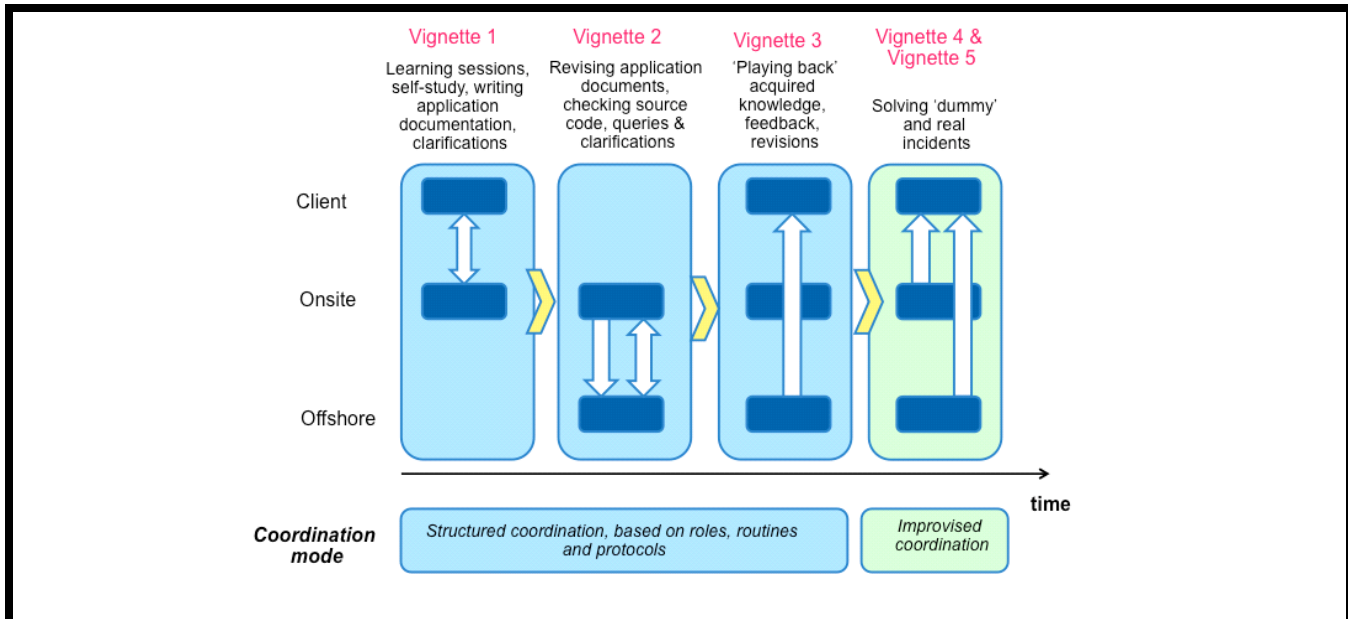 Vignette 1
Learning sessions,
self-study, writing
application
documentation,
clarifications
Vignette 2
Revising application
documents,
checking source
code, queries &
clarifications
Vignette 3
'Playing back'
acquired
knowledge,
feedback,
revisions
Vignette 4 &
Vignette 5
Solving 'dummy'
and real
incidents
Client
Onsite
Offshore
time
Coordination
mode
Structured coordination, based on roles, routines
and protocols
Improvised
coordination